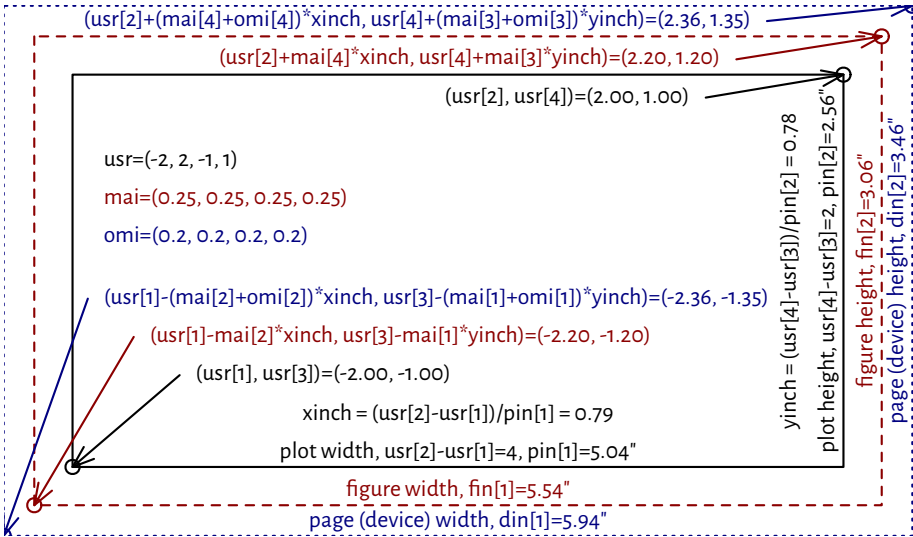 (usr[2]+(mai[4]+omi[4])*xinch, usr[4]+(mai[3]+omi[3])*yinch)=(2.36, 1.35)
(usr[2]+mai[4]*xinch, usr[4]+mai[3]*yinch)=(2.20, 1.20)
(usr[2], usr[4])=(2.00, 1.00)
usr=(-2, 2, -1, 1)
mai=(0.25, 0.25, 0.25, 0.25)
omi=(0.2, 0.2, 0.2, 0.2)
(usr[1]-(mai[2]+omi[2])*xinch, usr[3]-(mai[1]+omi[1])*yinch)=(-2.36, -1.35)
(usr[1]-mai[2]*xinch, usr[3]-mai[1]*yinch)=(-2.20, -1.20)
(usr[1], usr[3])=(-2.00, -1.00)
xinch = (usr[2]-usr[1])/pin[1] = 0.79
plot width, usr[2]-usr[1]=4, pin[1]=5.04"
figure width, fin[1]=5.54"
page (device) width, din[1]=5.94"
yinch = (usr[4]-usr[3])/pin[2] = 0.78
plot height, usr[4]-usr[3]=2, pin[2]=2.56"
figure height, fin[2]=3.06"
page (device) height, din[2]=3.46"